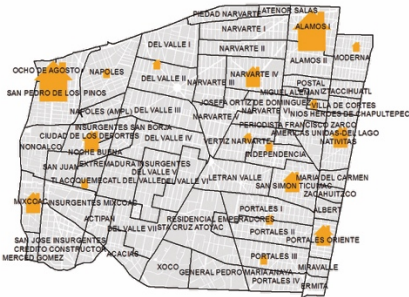 PIEDAD NARVARTE
ATENOR SALAS
ALAMOS I
NARVARTE I
DEL VALLE I
NARVARTE II
MODERNA
ALAMOS II
OCHO DE AGOSTO
NAPOLES
DEL VALLE II
NARVARTE III
NARVARTE IV
POSTAL
SAN PEDRO DE LOS PINOS
MIGUEL ALEMAN
IZTACCIHUATL
JOSEFA ORTIZ DE DOMINGUEZ
VILLA DE CORTES
NAPOLES (AMPL)
DEL VALLE III
NARVARTE V
NARVARTE VI
NIÑOS HEROES DE CHAPULTEPEC
INSURGENTES SAN BORJA
PERIODISTA FRANCISCO ZARCO
CIUDAD DE LOS DEPORTES
DEL VALLE IV
VERTIZ NARVARTE
AMERICAS UNIDAS-DEL LAGO
NATIVITAS
NONOALCO
NOCHE BUENA
INDEPENDENCIA
SAN JUAN
EXTREMADURA INSURGENTES
DEL VALLE V
TLACOQUEMECATL DEL VALLE
DEL VALLE VI
LETRAN VALLE
MARIA DEL CARMEN
SAN SIMON TICUMAC
ZACAHUITZCO
MIXCOAC
INSURGENTES MIXCOAC
PORTALES I
ALBERT
ACTIPAN
RESIDENCIAL EMPERADORES
DEL VALLE VII
STA CRUZ ATOYAC
PORTALES II
SAN JOSE INSURGENTES
PORTALES ORIENTE
CREDITO CONSTRUCTOR
ACACIAS
MERCED GOMEZ
PORTALES III
MIRAVALLE
XOCO
GENERAL PEDRO MARIA ANAYA
PORTALES IV
ERMITA